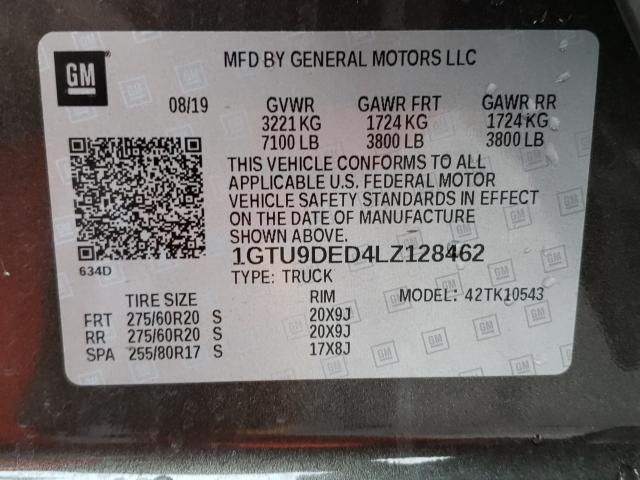 GM
MFD BY GENERAL MOTORS LLC
08/19 GVWR GAWR FRT GAWR RR
3221 KG 1724 KG 1724 KG
7100 LB 3800 LB 3800 LB
THIS VEHICLE CONFORMS TO ALL
APPLICABLE U.S. FEDERAL MOTOR
VEHICLE SAFETY STANDARDS IN EFFECT
ON THE DATE OF MANUFACTURE
SHOWN ABOVE.
1GTU9DED4LZ128462
634D
TYPE: TRUCK
TIRE SIZE RIM MODEL: 42TK10543
FRT 275/60R20 S 20X9J
RR 275/60R20 S 20X9J
SPA 255/80R17 S 17X8J